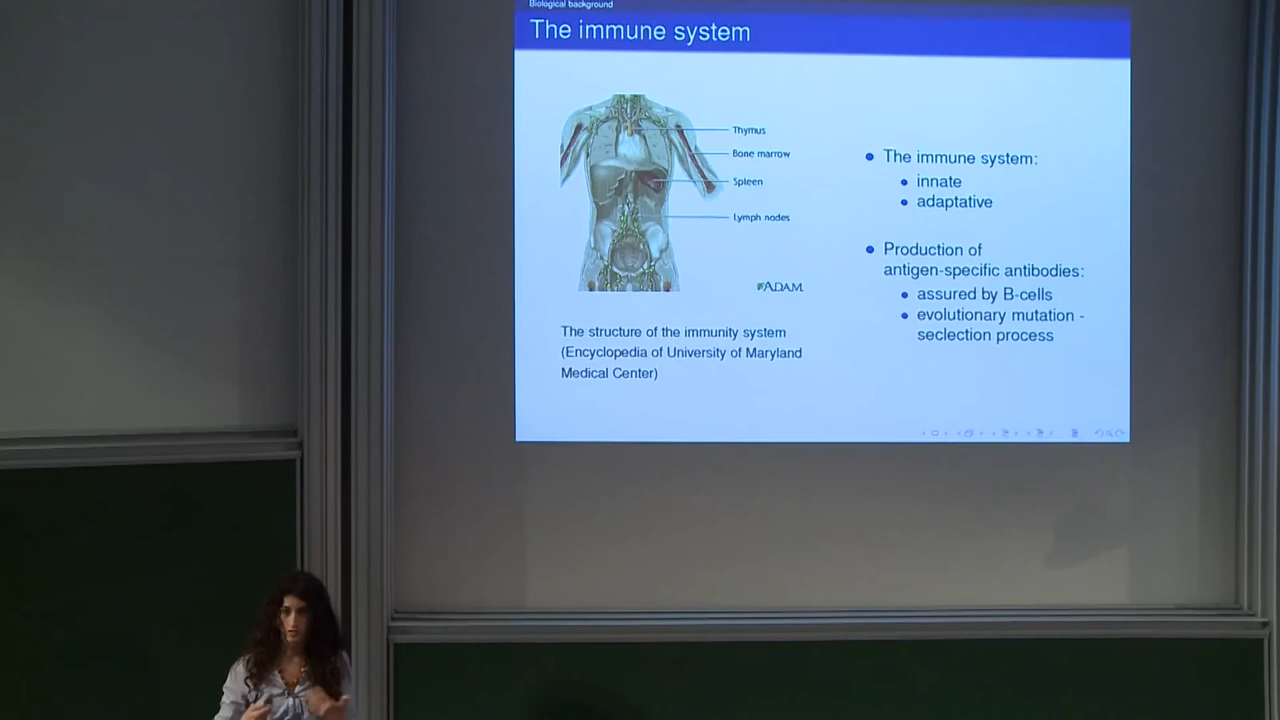 Biological background
The immune system
Thymus
Bone marrow
Spleen
Lymph nodes
ADAM.
The structure of the immunity system
(Encyclopedia of University of Maryland
Medical Center)
The immune system:
innate
adaptative
Production of
antigen-specific antibodies:
assured by B-cells
evolutionary mutation -
seclection process